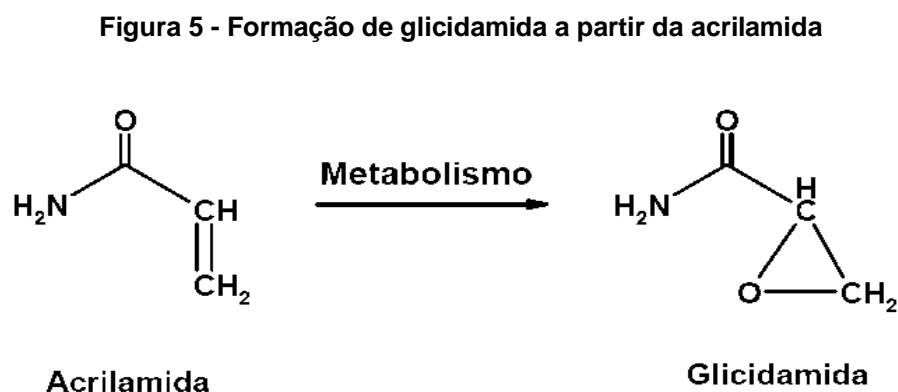 Figura 5 - Formação de glicidamida a partir da acrilamida
O
H₂N
CH
CH₂
Acrilamida
Metabolismo
O
H₂N
H
C
O
CH₂
Glicidamida